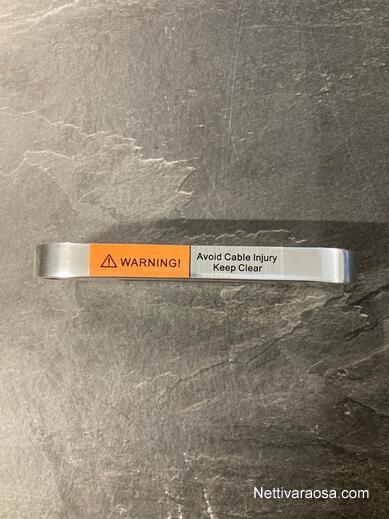 WARNING!
Avoid Cable Injury
Keep Clear
Nettivaraosa.com